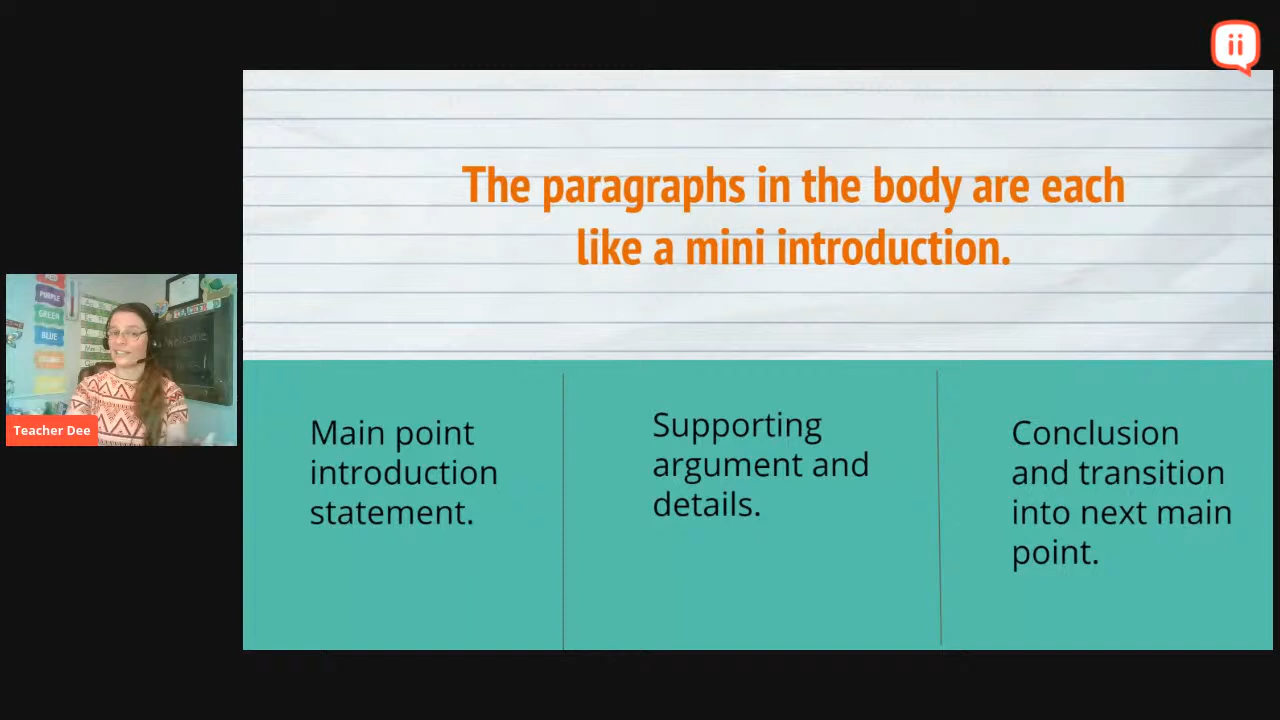 The paragraphs in the body are each
like a mini introduction.
PURPLE
GREEN
BLUE
Welcome
Teacher Dee
Main point
introduction
statement.
Supporting
argument and
details.
Conclusion
and transition
into next main
point.